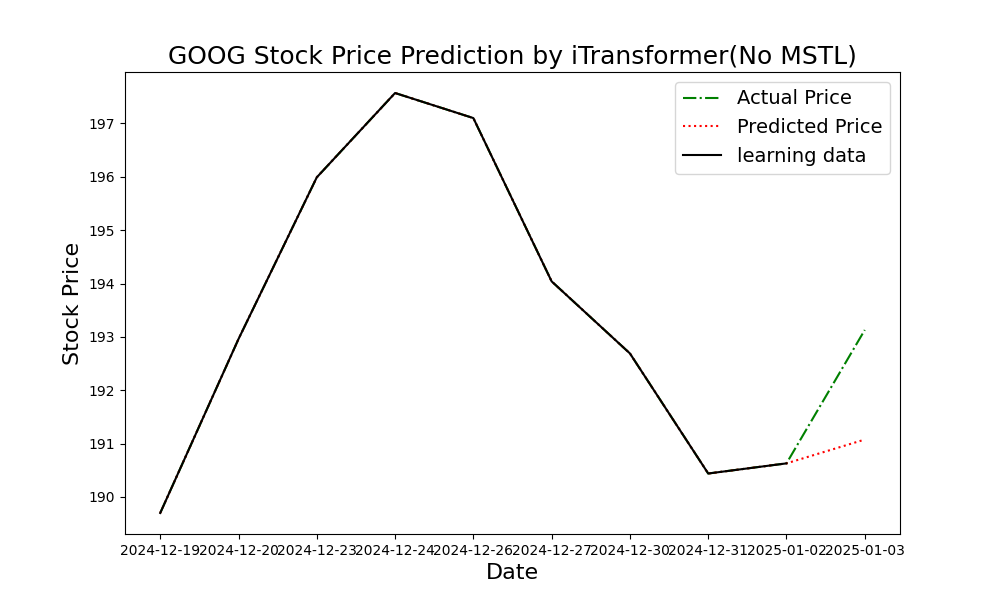 GOOG Stock Price Prediction by iTransformer(No MSTL)
Actual Price
Predicted Price
learning data
197
196
195
194
193
192
191
190
Stock Price
2024-12-19 2024-12-20 2024-12-23 2024-12-24 2024-12-26 2024-12-27 2024-12-30 2024-12-31 2025-01-02 2025-01-03
Date